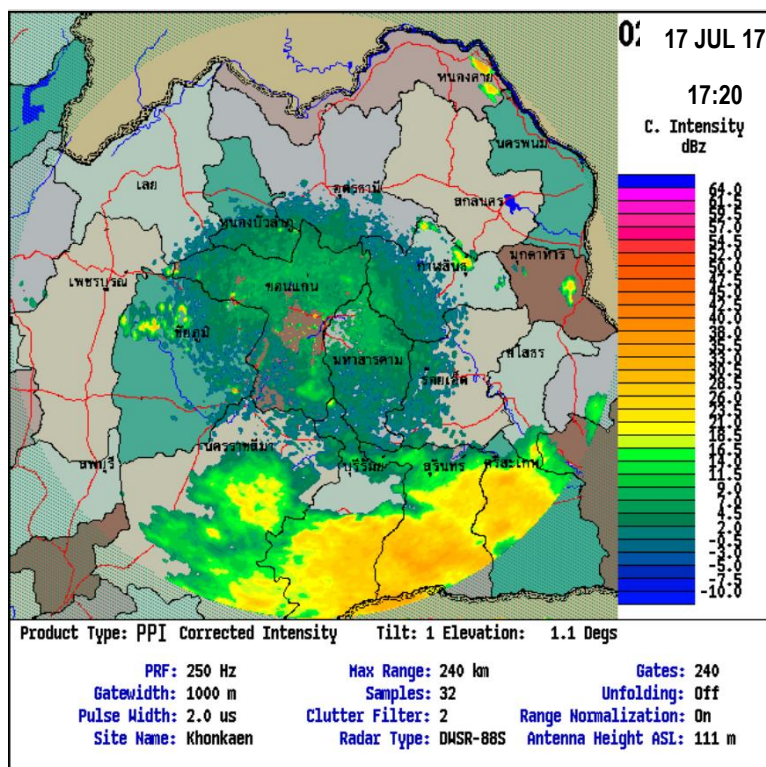 17 JUL 17
17:20
C. Intensity
dBz
64.0
61.5
59.5
57.5
54.5
52.0
50.0
47.5
45.5
43.0
40.5
38.0
35.5
33.0
30.5
28.5
26.0
23.5
21.0
18.5
16.5
14.0
11.5
9.0
4.5
2.0
-3.0
-5.0
-7.5
-10.0
หนองคาย
นครพนม
เลย
อุดรธานี
สกลนคร
หนองบัวลำภู
กาฬสินธุ์
มุกดาหาร
เพชรบูรณ์
ขอนแก่น
ชัยภูมิ
มหาสารคาม
ยโสธร
ร้อยเอ็ด
นครราชสีมา
ลพบุรี
บุรีรัมย์
สุรินทร์
ศรีสะเกษ
Product Type: PPI Corrected Intensity Tilt: 1 Elevation: 1.1 Degs
PRF: 250 Hz Max Range: 240 km Gates: 240
Gatewidth: 1000 m Samples: 32 Unfolding: Off
Pulse Width: 2.0 us Clutter Filter: 2 Range Normalization: On
Site Name: Khonkaen Radar Type: DWSR-88S Antenna Height ASL: 111 m